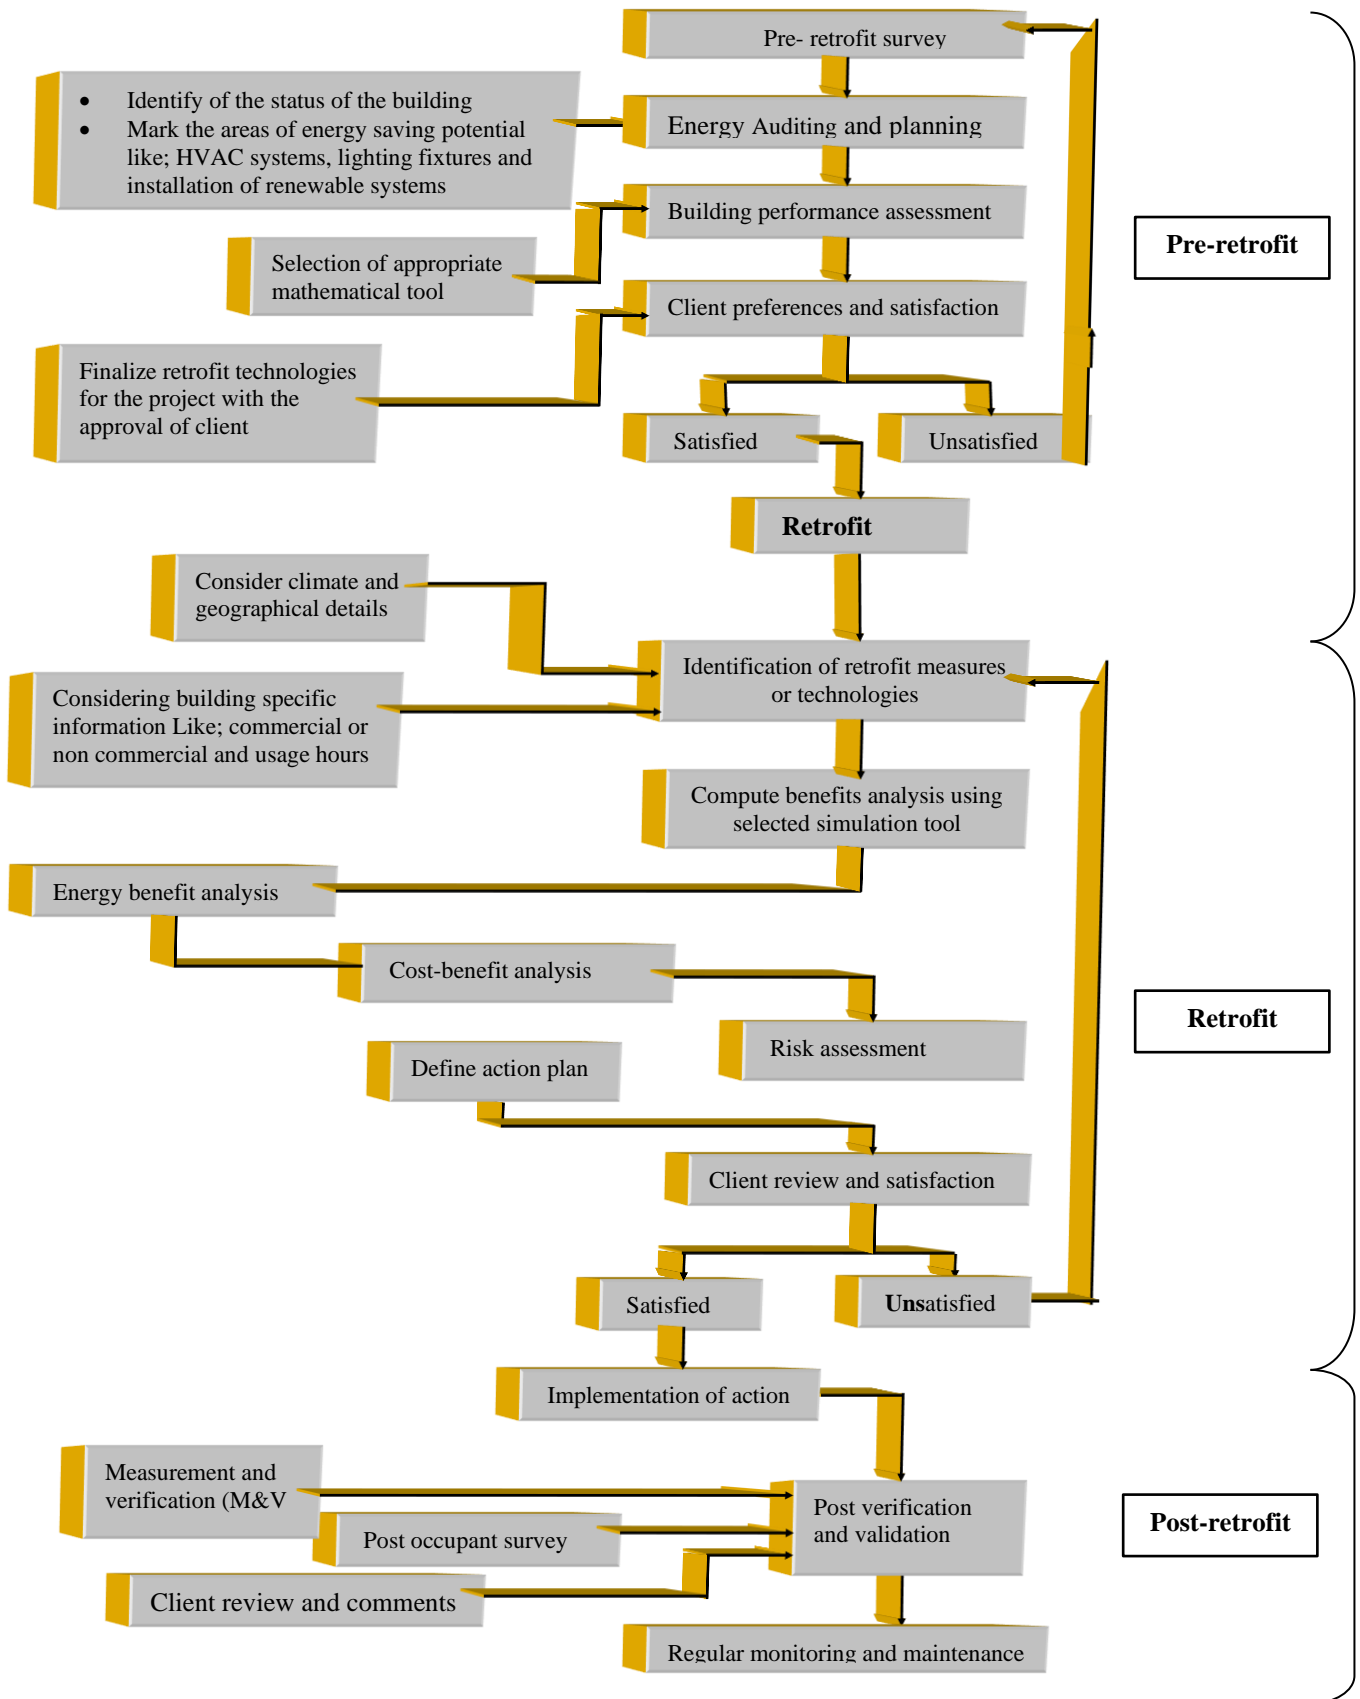 Pre- retrofit survey
• Identify of the status of the building
• Mark the areas of energy saving potential
like; HVAC systems, lighting fixtures and
installation of renewable systems
Energy Auditing and planning
Building performance assessment
Pre-retrofit
Selection of appropriate
mathematical tool
Client preferences and satisfaction
Finalize retrofit technologies
for the project with the
approval of client
Satisfied
Unsatisfied
Retrofit
Consider climate and
geographical details
Identification of retrofit measures
or technologies
Considering building specific
information Like; commercial or
non commercial and usage hours
Compute benefits analysis using
selected simulation tool
Energy benefit analysis
Cost-benefit analysis
Retrofit
Risk assessment
Define action plan
Client review and satisfaction
Satisfied
Unsatisfied
Implementation of action
Measurement and
verification (M&V
Post verification
and validation
Post-retrofit
Post occupant survey
Client review and comments
Regular monitoring and maintenance